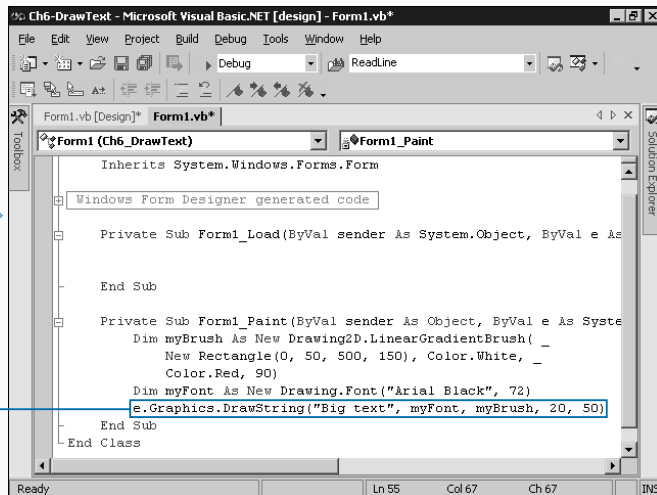 Ch6-DrawText - Microsoft Visual Basic.NET [design] - Form1.vb*
File Edit View Project Build Debug Tools Window Help
Debug ReadLine
Form1.vb [Design]* Form1.vb*
Toolbox
Form1 (Ch6_DrawText) Form1_Paint
Solution Explorer
Inherits System.Windows.Forms.Form
Windows Form Designer generated code
Private Sub Form1_Load(ByVal sender As System.Object, ByVal e As
End Sub
Private Sub Form1_Paint(ByVal sender As Object, ByVal e As Syste
Dim myBrush As New Drawing2D.LinearGradientBrush( _
New Rectangle(0, 50, 500, 150), Color.White, _
Color.Red, 90)
Dim myFont As New Drawing.Font("Arial Black", 72)
e.Graphics.DrawString("Big text", myFont, myBrush, 20, 50)
End Sub
End Class
Ready Ln 55 Col 67 Ch 67 INS